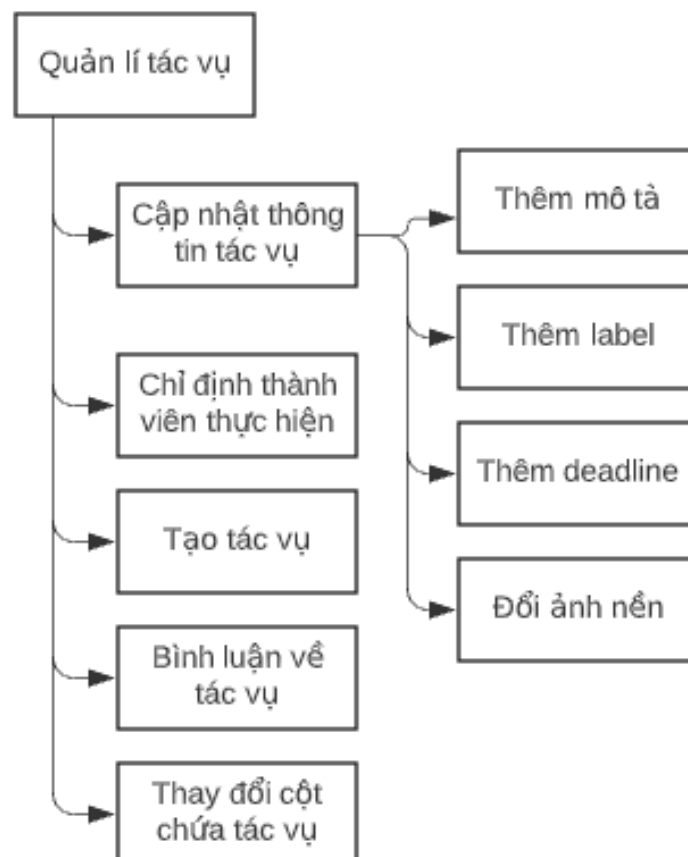 Quản lí tác vụ
Cập nhật thông
tin tác vụ
Thêm mô tả
Thêm label
Chỉ định thành
viên thực hiện
Thêm deadline
Tạo tác vụ
Đổi ảnh nền
Bình luận về
tác vụ
Thay đổi cột
chứa tác vụ